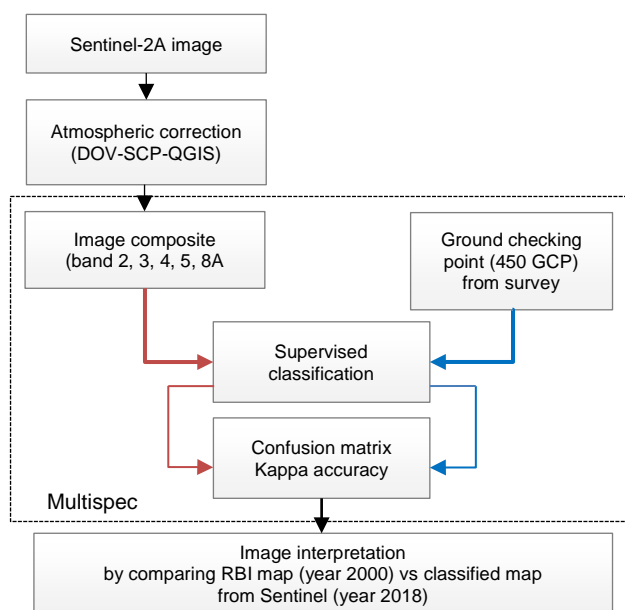 Sentinel-2A image
Atmospheric correction
(DOV-SCP-QGIS)
Image composite
(band 2, 3, 4, 5, 8A
Ground checking
point (450 GCP)
from survey
Supervised
classification
Confusion matrix
Kappa accuracy
Multispec
Image interpretation
by comparing RBI map (year 2000) vs classified map
from Sentinel (year 2018)